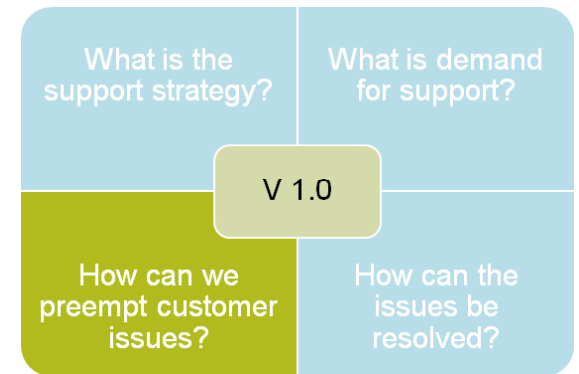 What is the
support strategy?
What is demand
for support?
V 1.0
How can we
preempt customer
issues?
How can the
issues be
resolved?